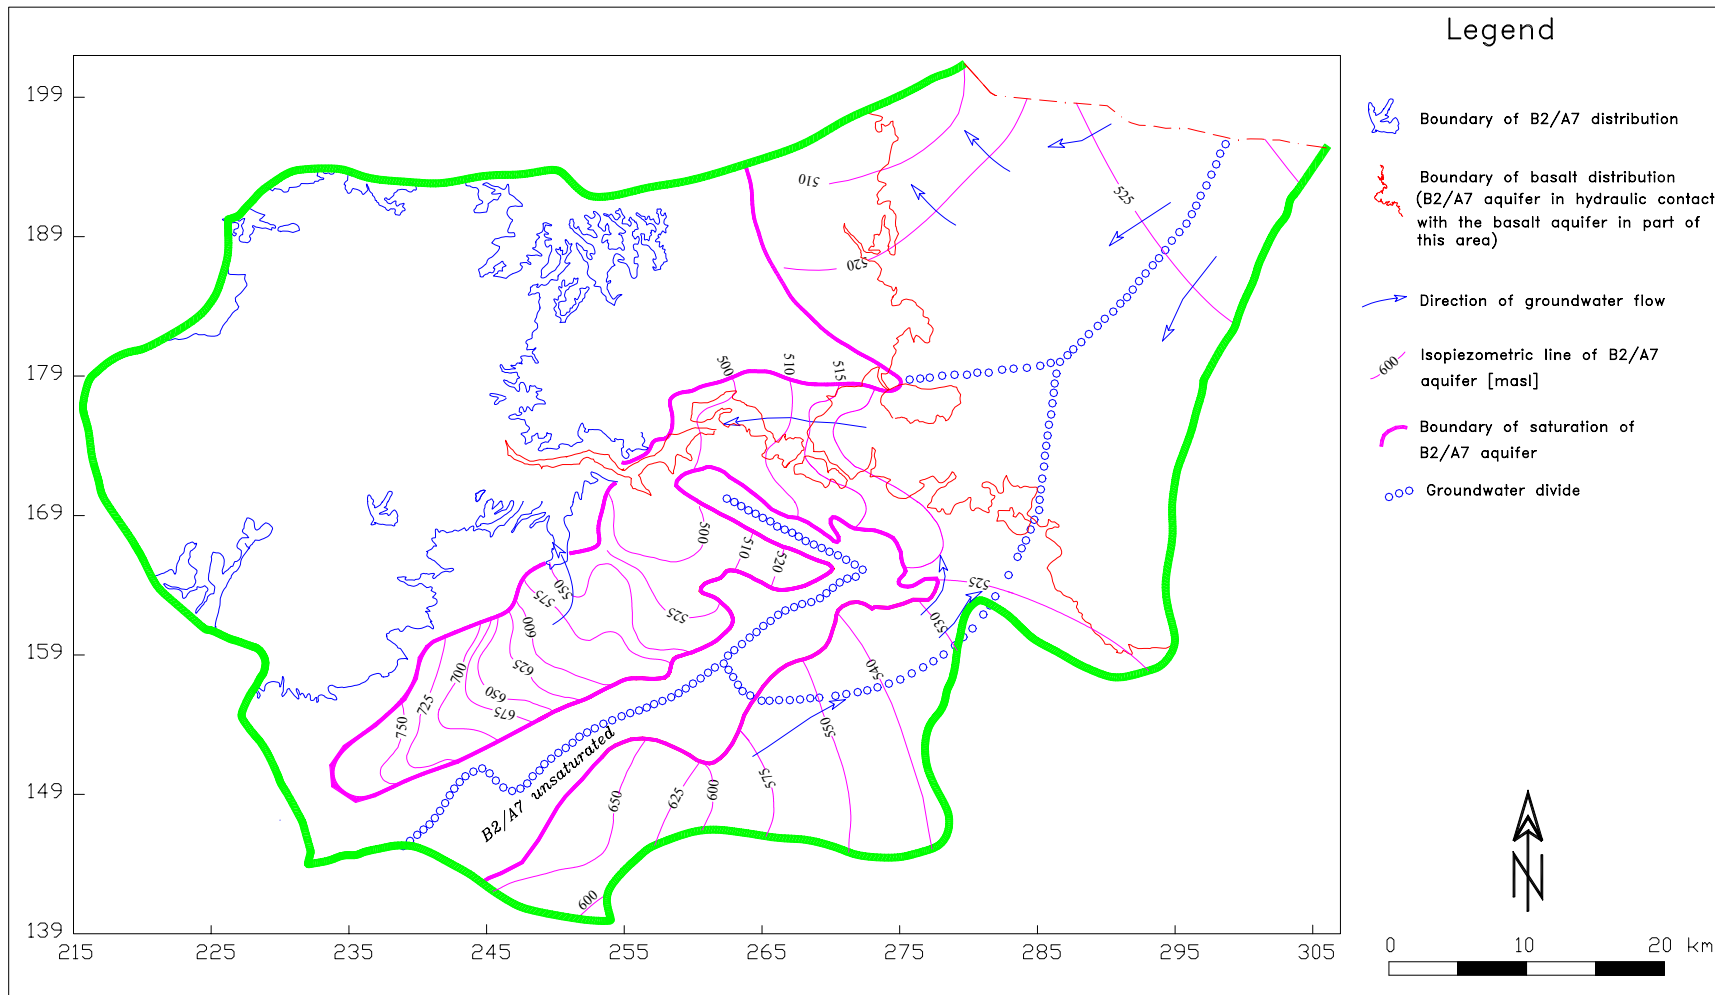 Legend
Boundary of B2/A7 distribution
Boundary of basalt distribution
(B2/A7 aquifer in hydraulic contact
with the basalt aquifer in part of
this area)
Direction of groundwater flow
600
Isopiezometric line of B2/A7
aquifer [masl]
Boundary of saturation of
B2/A7 aquifer
Groundwater divide
N
0 10 20 km
199
189
179
169
159
149
139
215 225 235 245 255 265 275 285 295 305
510
525
520
500
510
515
500
510
520
525
550
575
600
625
650
675
700
725
750
525
530
540
550
575
600
625
650
600
B2/A7 unsaturated